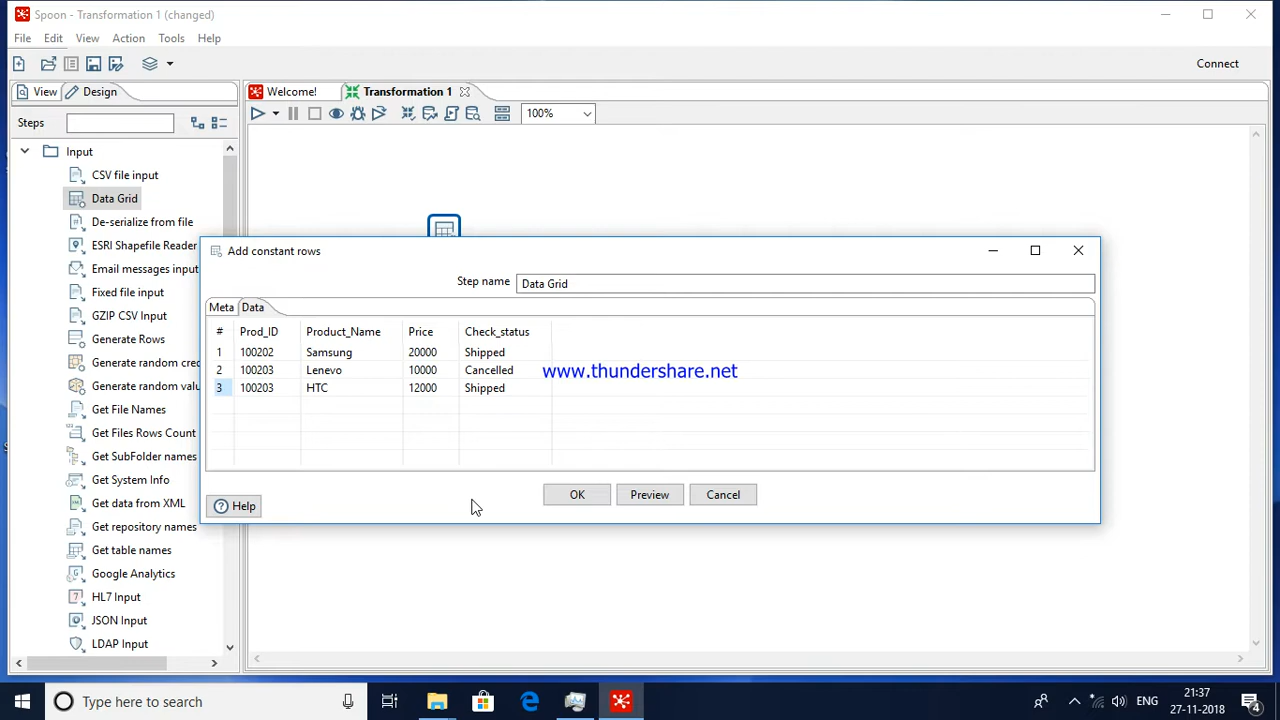 Spoon - Transformation 1 (changed)
File Edit View Action Tools Help
Connect
View Design
Welcome! Transformation 1
Steps
100%
Input
CSV file input
Data Grid
De-serialize from file
ESRI Shapefile Reader
Email messages input
Fixed file input
GZIP CSV Input
Generate Rows
Generate random cre
Generate random valu
Get File Names
Get Files Rows Count
Get SubFolder names
Get System Info
Get data from XML
Get repository names
Get table names
Google Analytics
HL7 Input
JSON Input
LDAP Input
Add constant rows
Step name Data Grid
Meta Data
# Prod_ID Product_Name Price Check_status
1 100202 Samsung 20000 Shipped
2 100203 Lenevo 10000 Cancelled
3 100203 HTC 12000 Shipped
www.thundershare.net
OK Preview Cancel
Help
Type here to search
ENG
21:37
27-11-2018
4